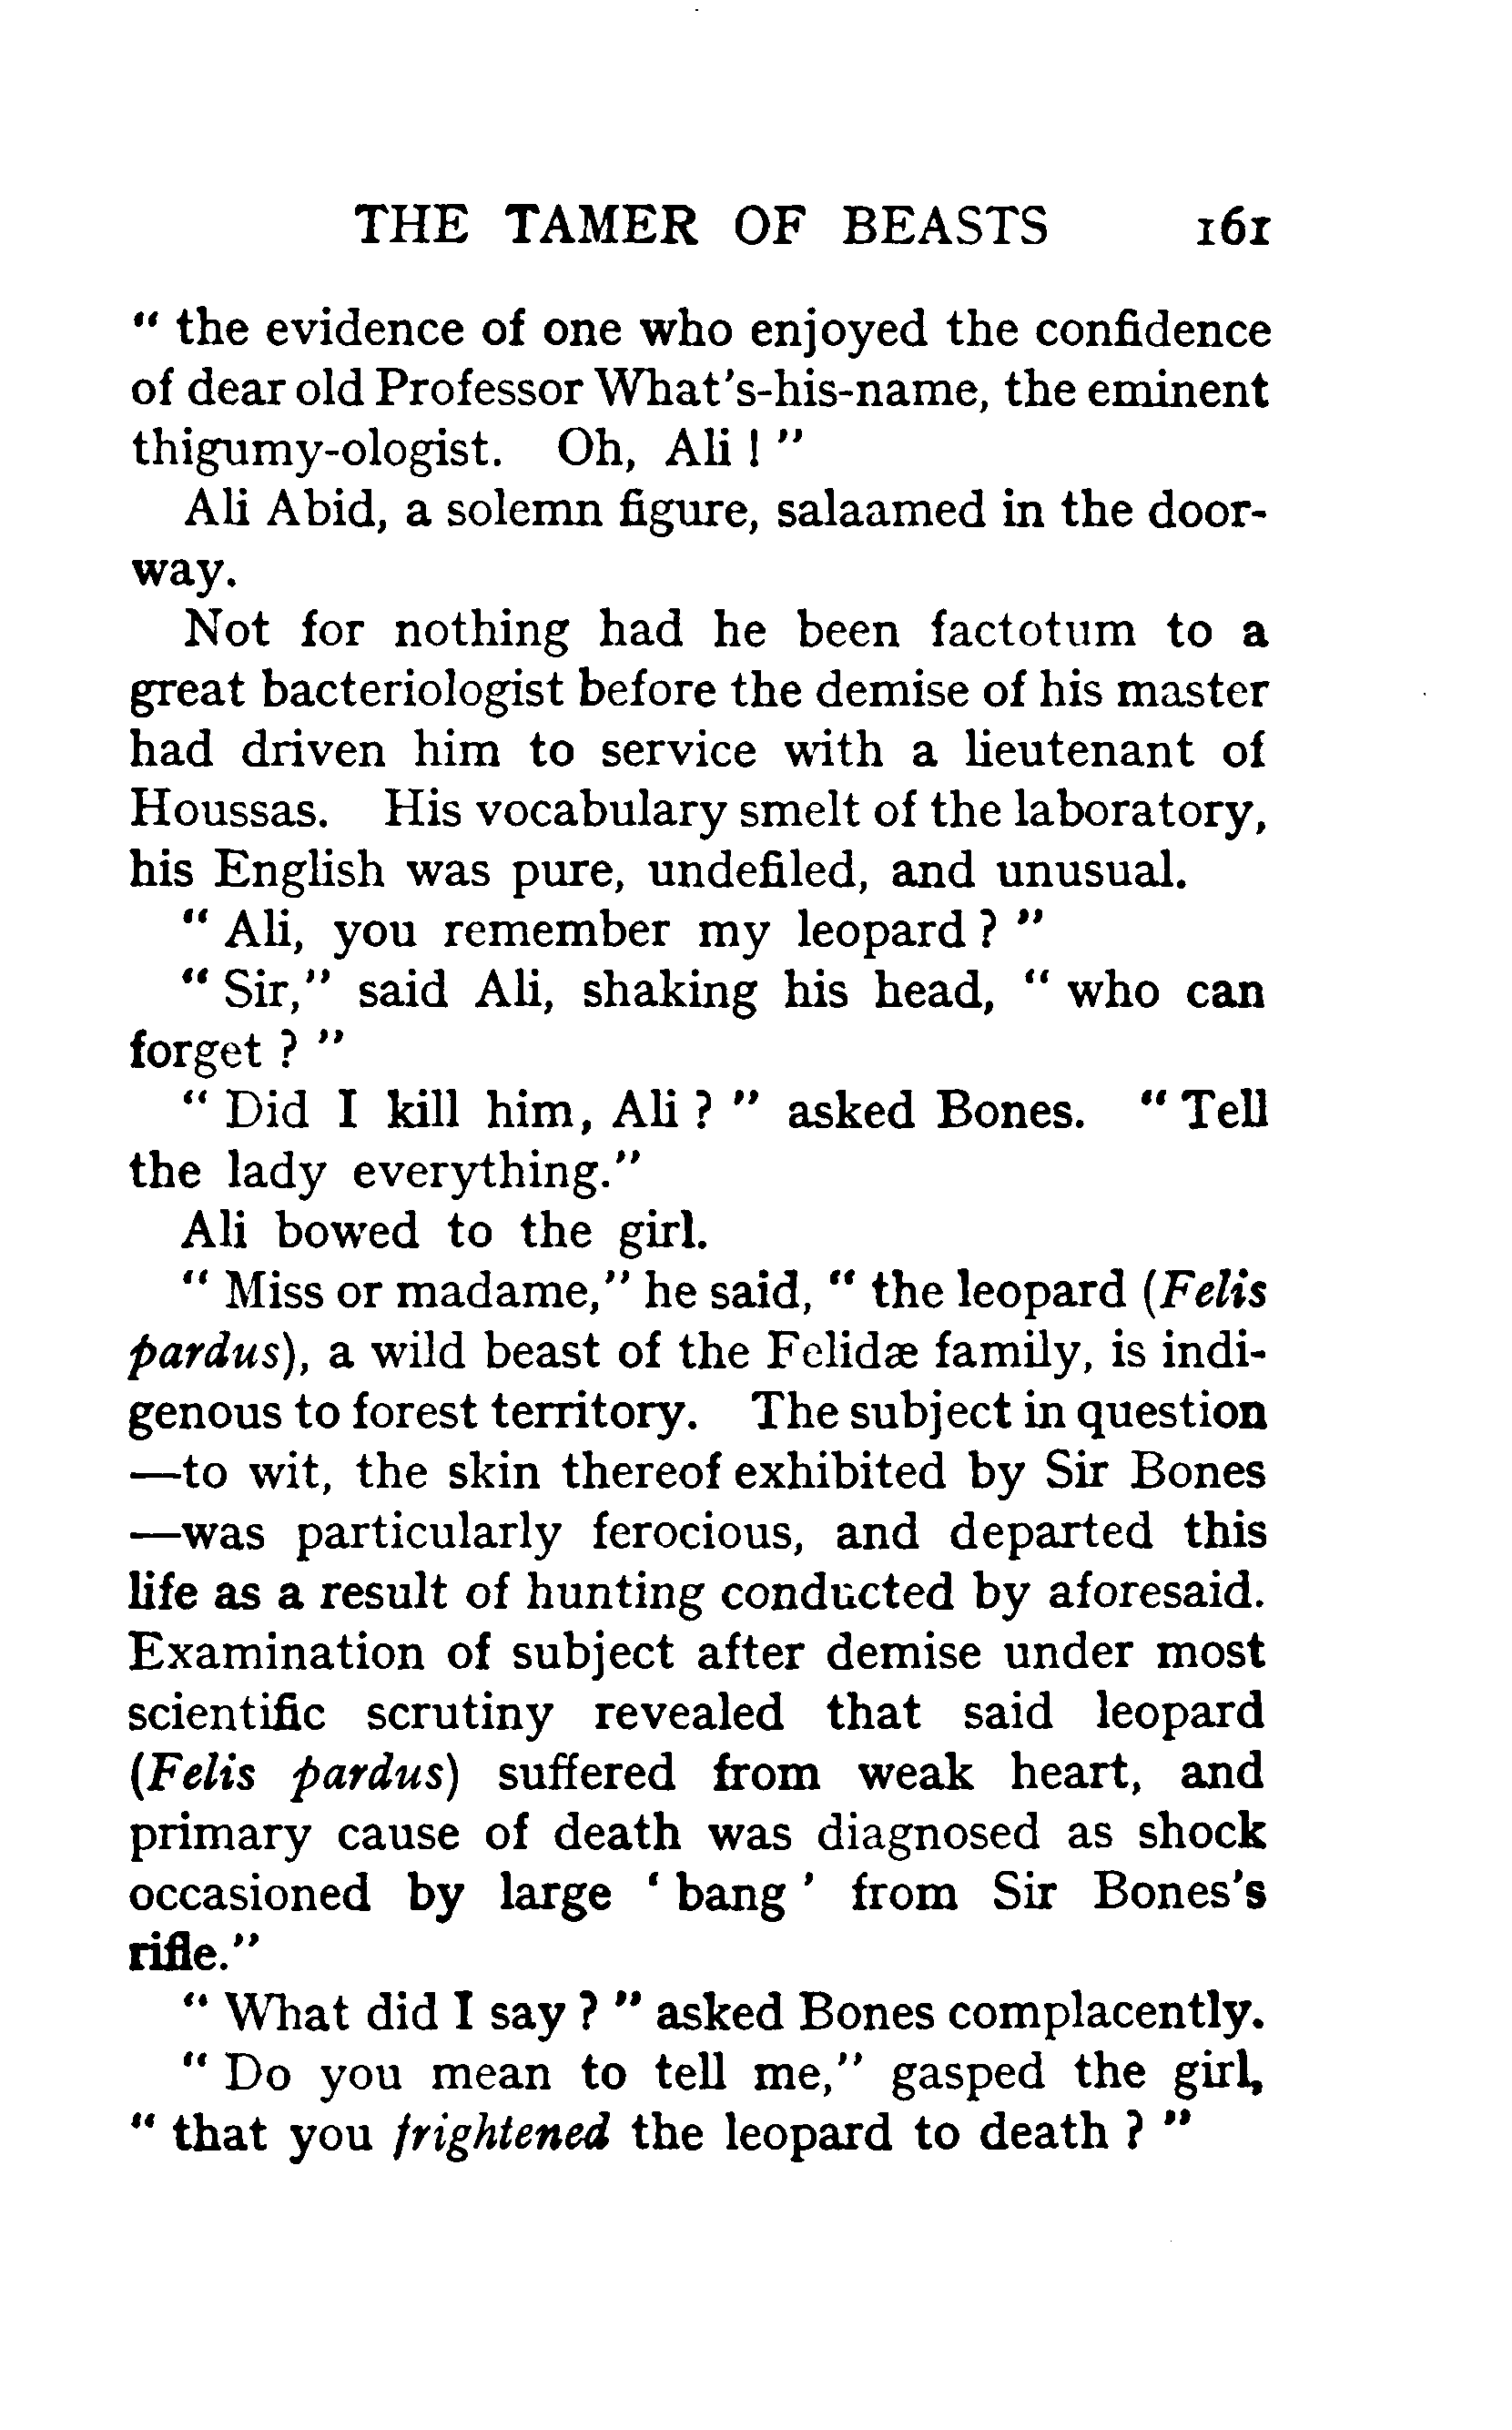 THE TAMER OF BEASTS 161
" the evidence of one who enjoyed the confidence
of dear old Professor What's-his-name, the eminent
thigumy-ologist. Oh, Ali ! "
Ali Abid, a solemn figure, salaamed in the door-
way.
Not for nothing had he been factotum to a
great bacteriologist before the demise of his master
had driven him to service with a lieutenant of
Houssas. His vocabulary smelt of the laboratory,
his English was pure, undefiled, and unusual.
" Ali, you remember my leopard ? "
" Sir," said Ali, shaking his head, " who can
forget ? "
" Did I kill him, Ali ? " asked Bones. " Tell
the lady everything."
Ali bowed to the girl.
" Miss or madame," he said, " the leopard (Felis
pardus), a wild beast of the Felidæ family, is indi-
genous to forest territory. The subject in question
—to wit, the skin thereof exhibited by Sir Bones
—was particularly ferocious, and departed this
life as a result of hunting conducted by aforesaid.
Examination of subject after demise under most
scientific scrutiny revealed that said leopard
(Felis pardus) suffered from weak heart, and
primary cause of death was diagnosed as shock
occasioned by large ' bang ' from Sir Bones's
rifle."
" What did I say ? " asked Bones complacently.
" Do you mean to tell me," gasped the girl,
" that you frightened the leopard to death ? "